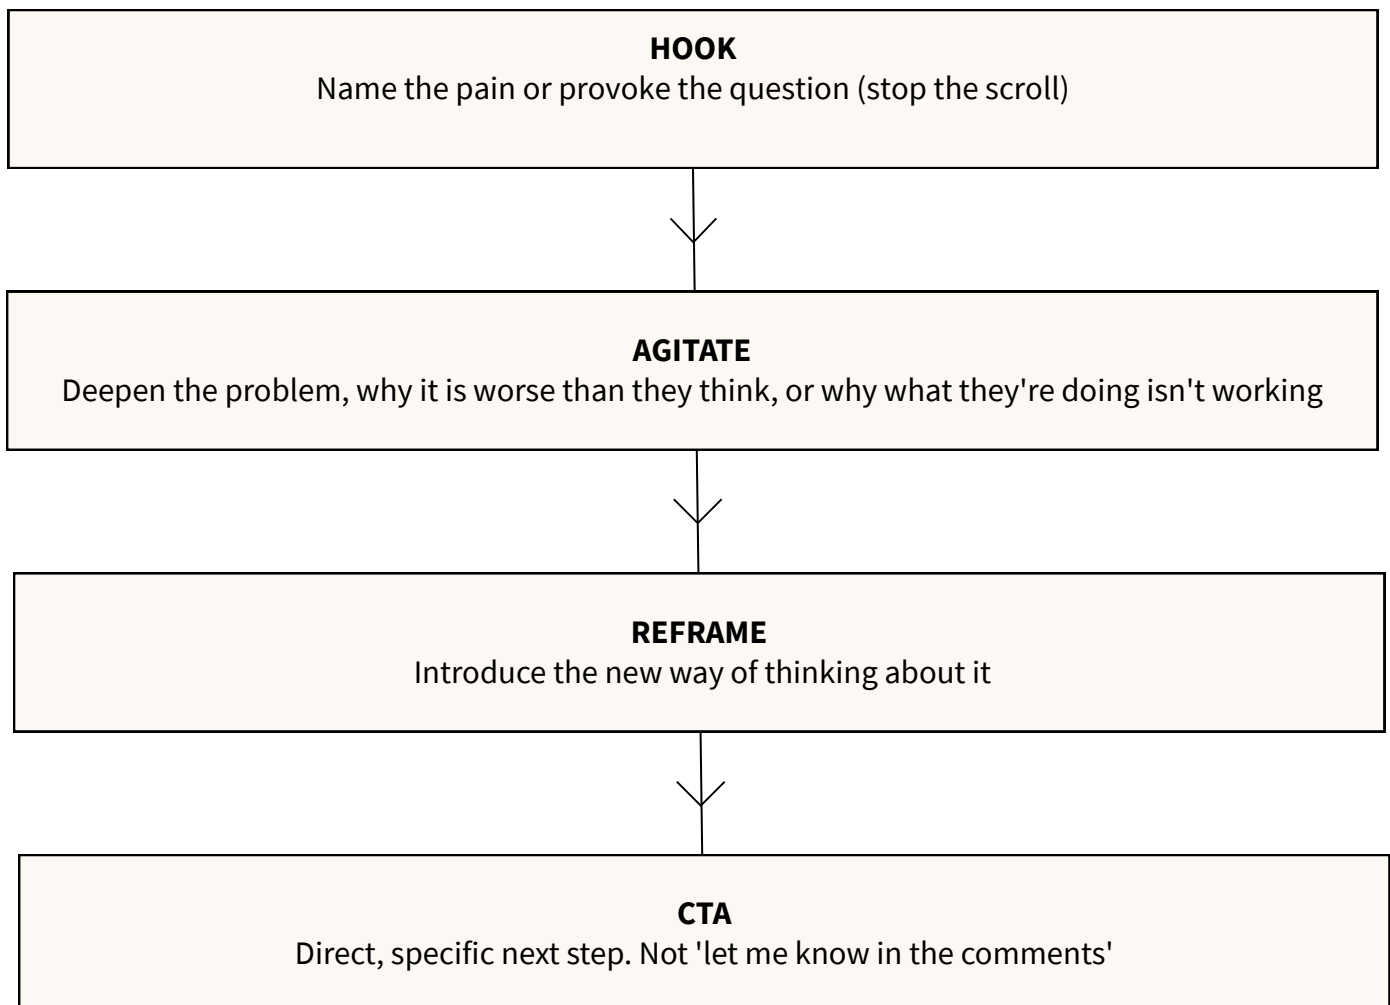 HOOK
Name the pain or provoke the question (stop the scroll)
AGITATE
Deepen the problem, why it is worse than they think, or why what they're doing isn't working
REFRAME
Introduce the new way of thinking about it
CTA
Direct, specific next step. Not 'let me know in the comments'